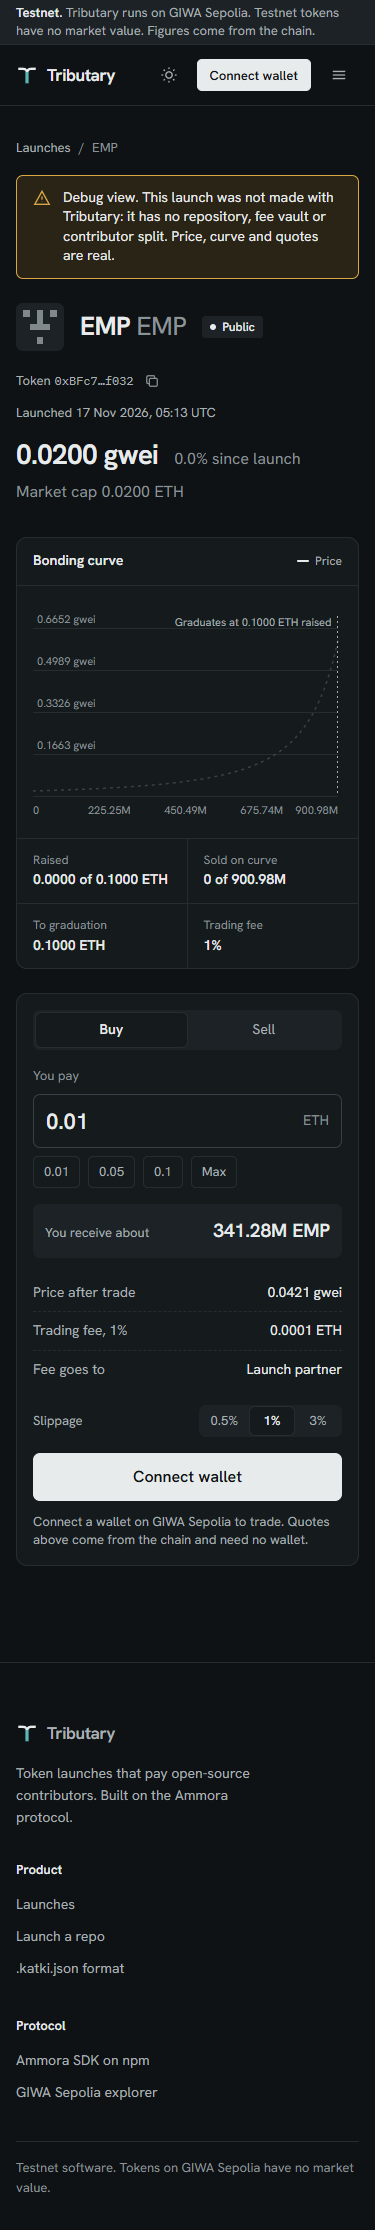 Testnet. Tributary runs on GIWA Sepolia. Testnet tokens
have no market value. Figures come from the chain.
Tributary
Connect wallet
Launches / EMP
Debug view. This launch was not made with
Tributary: it has no repository, fee vault or
contributor split. Price, curve and quotes
are real.
EMP EMP
Public
Token 0xBFc7…f032
Launched 17 Nov 2026, 05:13 UTC
0.0200 gwei 0.0% since launch
Market cap 0.0200 ETH
Bonding curve
Price
0.6652 gwei
Graduates at 0.1000 ETH raised
0.4989 gwei
0.3326 gwei
0.1663 gwei
0 225.25M 450.49M 675.74M 900.98M
Raised
0.0000 of 0.1000 ETH
Sold on curve
0 of 900.98M
To graduation
0.1000 ETH
Trading fee
1%
Buy Sell
You pay
0.01 ETH
0.01 0.05 0.1 Max
You receive about 341.28M EMP
Price after trade 0.0421 gwei
Trading fee, 1% 0.0001 ETH
Fee goes to Launch partner
Slippage 0.5% 1% 3%
Connect wallet
Connect a wallet on GIWA Sepolia to trade. Quotes
above come from the chain and need no wallet.
Tributary
Token launches that pay open-source
contributors. Built on the Ammora
protocol.
Product
Launches
Launch a repo
.katki.json format
Protocol
Ammora SDK on npm
GIWA Sepolia explorer
Testnet software. Tokens on GIWA Sepolia have no market
value.